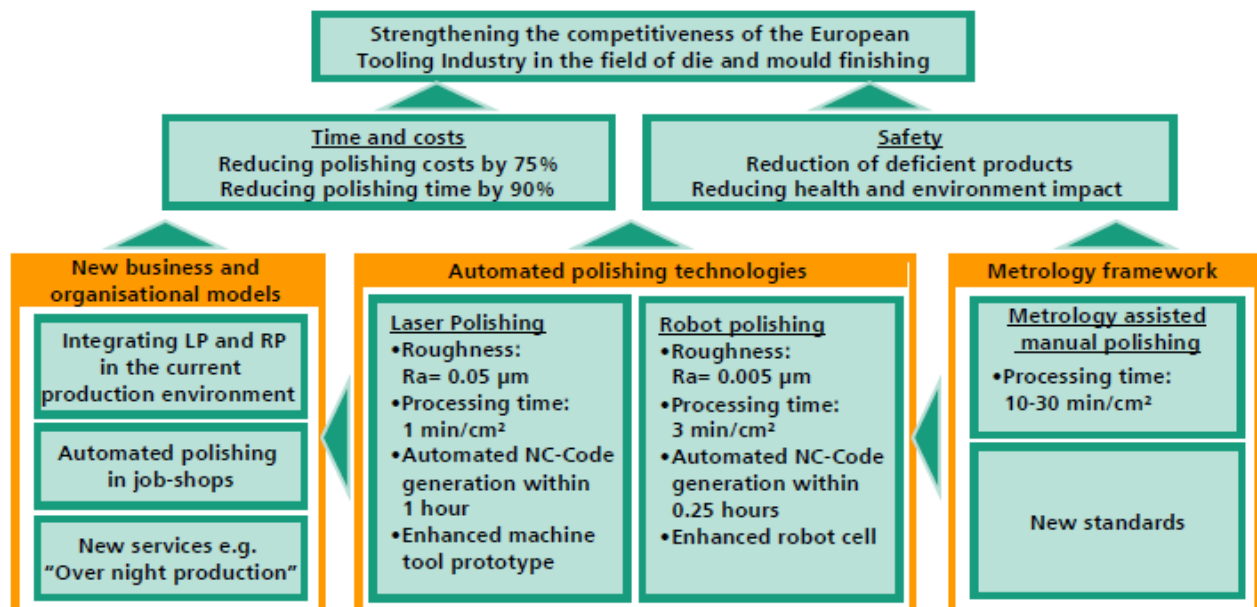 Strengthening the competitiveness of the European
Tooling Industry in the field of die and mould finishing
Time and costs
Reducing polishing costs by 75%
Reducing polishing time by 90%
Safety
Reduction of deficient products
Reducing health and environment impact
New business and
organisational models
Integrating LP and RP
in the current
production environment
Automated polishing
in job-shops
New services e.g.
“Over night production”
Automated polishing technologies
Laser Polishing
•Roughness:
Ra= 0.05 µm
•Processing time:
1 min/cm²
•Automated NC-Code
generation within
1 hour
•Enhanced machine
tool prototype
Robot polishing
•Roughness:
Ra= 0.005 µm
•Processing time:
3 min/cm²
•Automated NC-Code
generation within
0.25 hours
•Enhanced robot cell
Metrology framework
Metrology assisted
manual polishing
•Processing time:
10-30 min/cm²
New standards